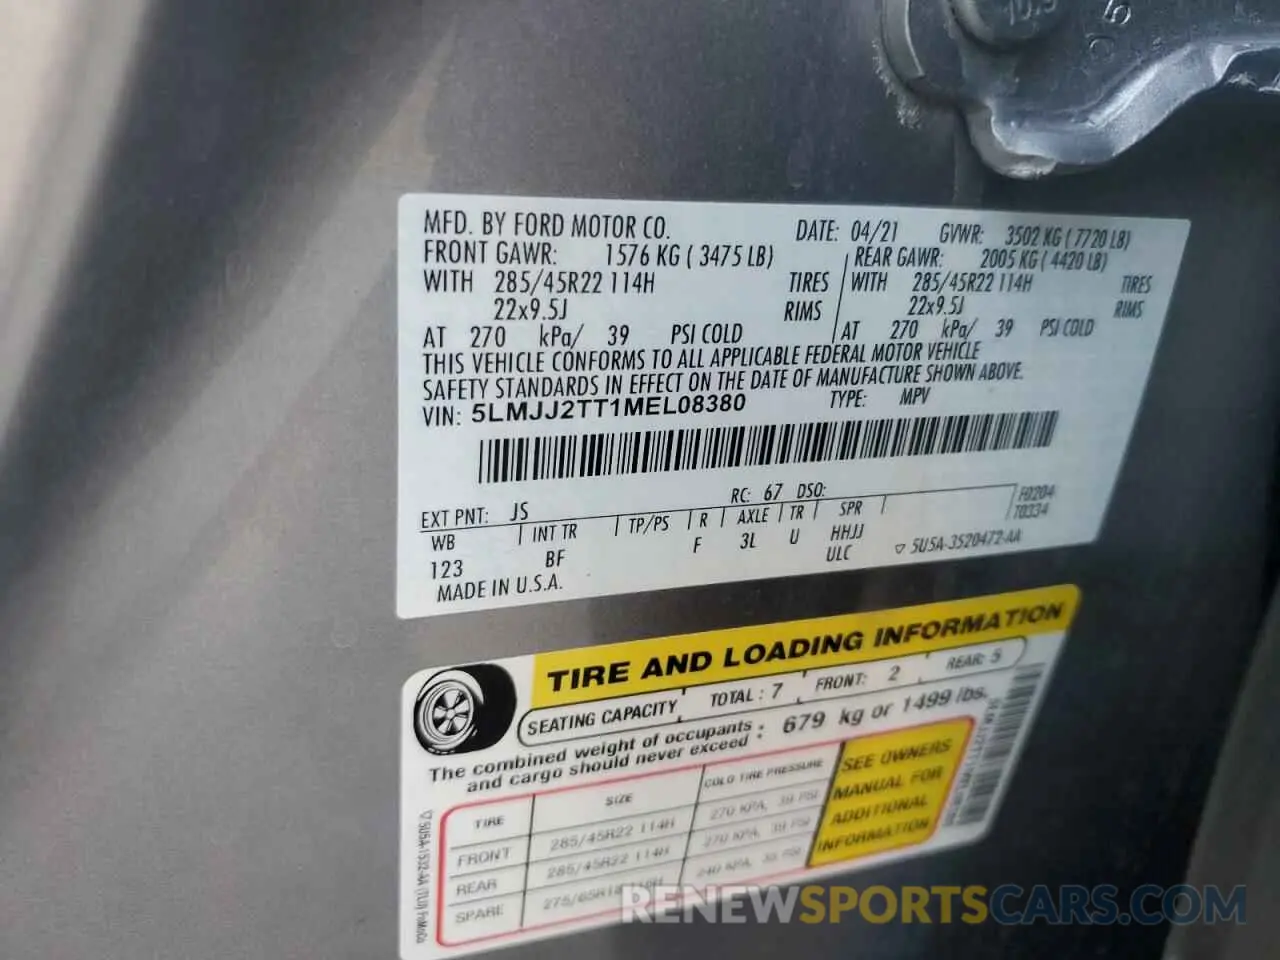 MFD. BY FORD MOTOR CO. DATE: 04/21 GVWR: 3502 KG ( 7720 LB)
FRONT GAWR: 1576 KG ( 3475 LB) REAR GAWR: 2005 KG ( 4420 LB)
WITH 285/45R22 114H TIRES WITH 285/45R22 114H TIRES
22x9.5J RIMS 22x9.5J RIMS
AT 270 kPa/ 39 PSI COLD AT 270 kPa/ 39 PSI COLD
THIS VEHICLE CONFORMS TO ALL APPLICABLE FEDERAL MOTOR VEHICLE
SAFETY STANDARDS IN EFFECT ON THE DATE OF MANUFACTURE SHOWN ABOVE.
VIN: 5LMJJ2TT1MEL08380 TYPE: MPV
EXT PNT: JS RC: 67 DSO: F0204
T0334
WB INT TR TP/PS R AXLE TR SPR
123 BF F 3L U HHJJ
ULC ▽ 5U5A-3520472-AA
MADE IN U.S.A.
TIRE AND LOADING INFORMATION
SEATING CAPACITY TOTAL : 7 FRONT: 2 REAR: 5
The combined weight of occupants
and cargo should never exceed : 679 kg or 1499 lbs.
TIRE SIZE COLD TIRE PRESSURE
FRONT 285/45R22 114H 270 KPA, 39 PSI
REAR 285/45R22 114H 270 KPA, 39 PSI
SPARE 275/65R18
SEE OWNERS
MANUAL FOR
ADDITIONAL
INFORMATION
RENEWSPORTSCARS.COM